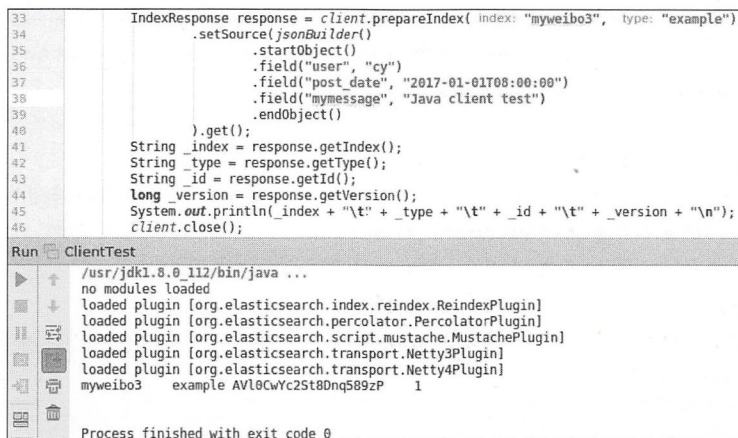 33 IndexResponse response = client.prepareIndex( index: "myweibo3", type: "example")
34 .setSource(jsonBuilder()
35 .startObject()
36 .field("user", "cy")
37 .field("post_date", "2017-01-01T08:00:00")
38 .field("mymessage", "Java client test")
39 .endObject()
40 ).get();
41 String _index = response.getIndex();
42 String _type = response.getType();
43 String _id = response.getId();
44 long _version = response.getVersion();
45 System.out.println(_index + "\t" + _type + "\t" + _id + "\t" + _version + "\n");
46 client.close();
Run ClientTest
/usr/jdk1.8.0_112/bin/java ...
no modules loaded
loaded plugin [org.elasticsearch.index.reindex.ReindexPlugin]
loaded plugin [org.elasticsearch.percolator.PercolatorPlugin]
loaded plugin [org.elasticsearch.script.mustache.MustachePlugin]
loaded plugin [org.elasticsearch.transport.Netty3Plugin]
loaded plugin [org.elasticsearch.transport.Netty4Plugin]
myweibo3 example AVl0CwYc2St8Dnq589zP 1
Process finished with exit code 0